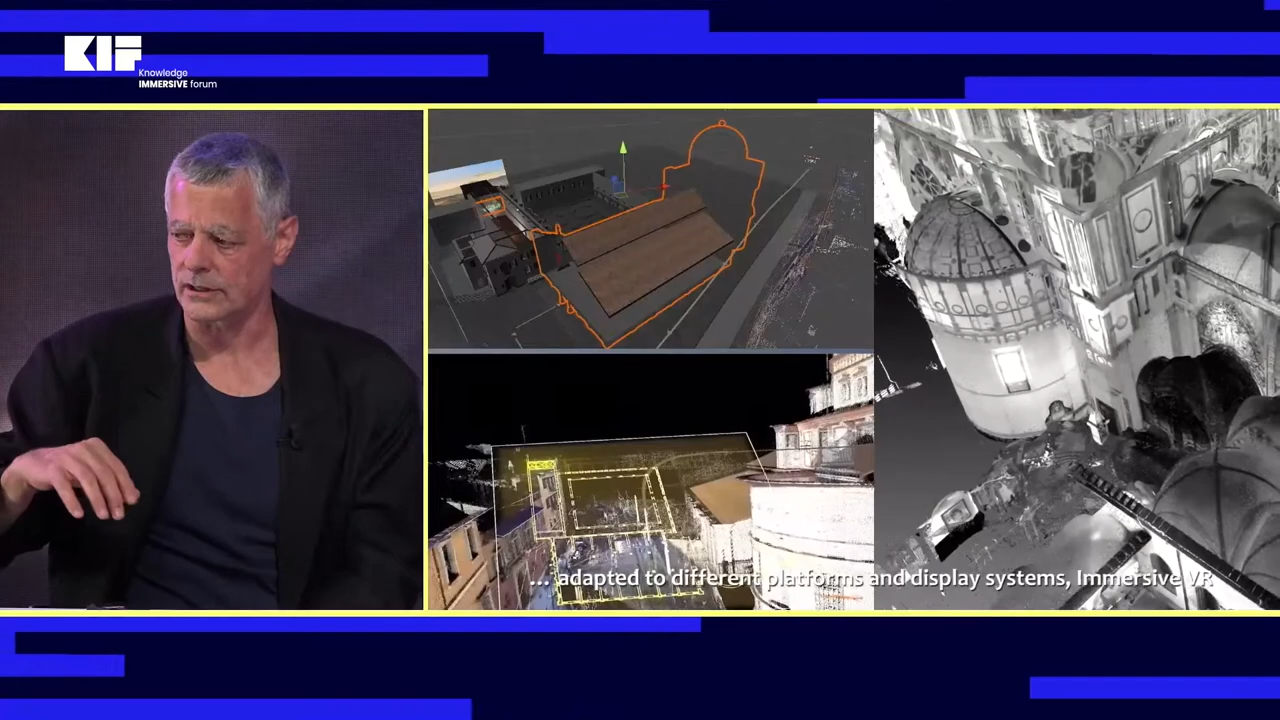 KIF
Knowledge
IMMERSIVE forum
... adapted to different platforms and display systems, Immersive VR